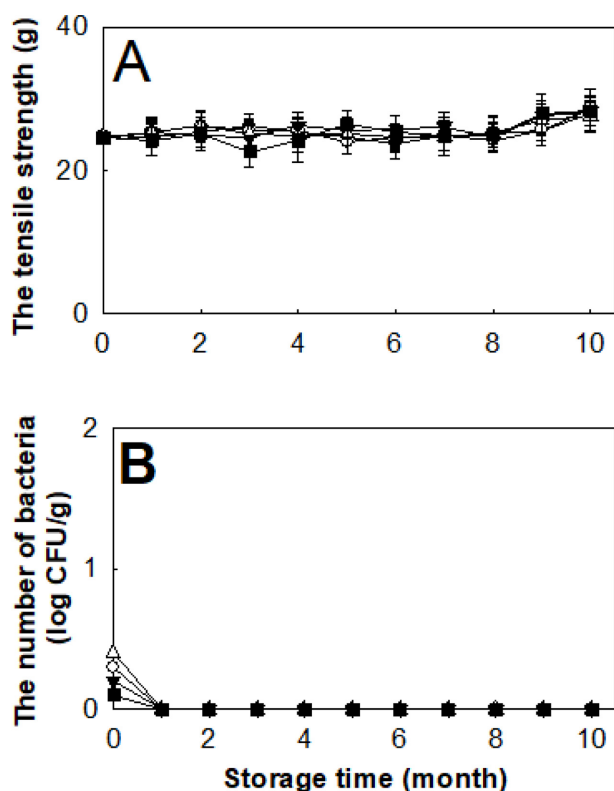 The tensile strength (g)
A
40
20
0
0 2 4 6 8 10
The number of bacteria
(log CFU/g)
B
2
1
0
0 2 4 6 8 10
Storage time (month)